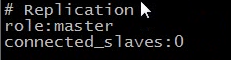 # Replication
role:master
connected_slaves:0